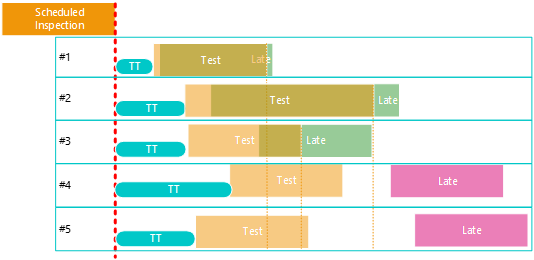 Scheduled
Inspection
#1
TT
Test
Late
#2
TT
Test
Late
#3
TT
Test
Late
#4
TT
Test
Late
#5
TT
Test
Late